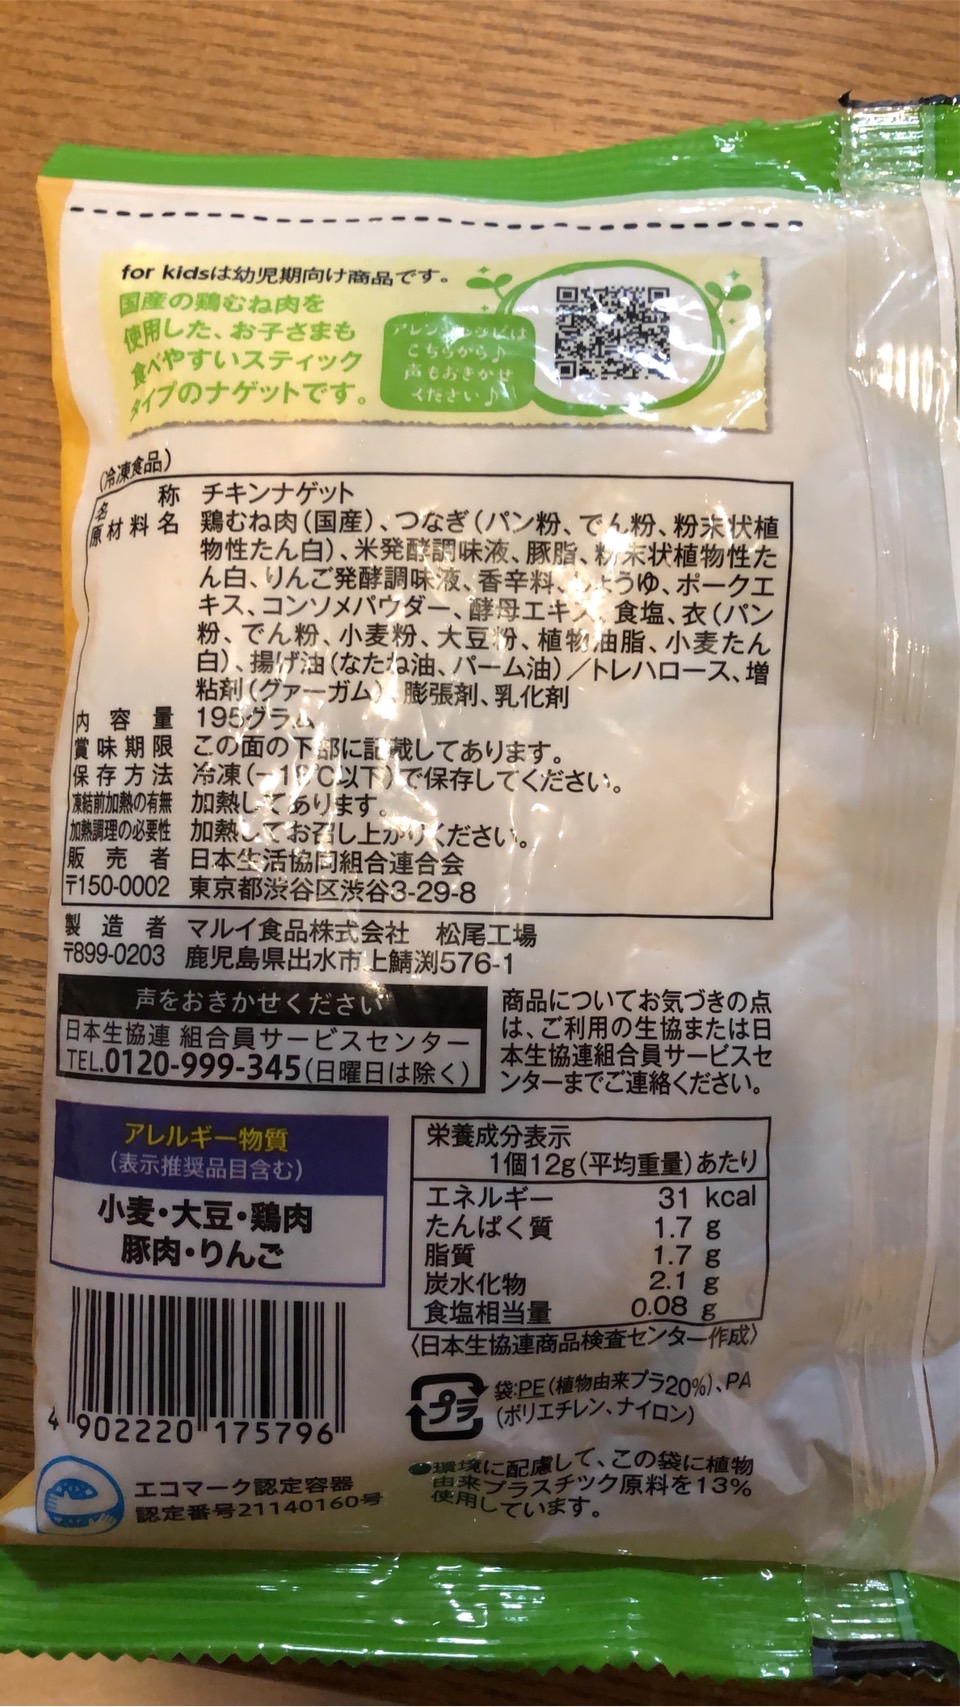 for kidsは幼児期向け商品です。
国産の鶏むね肉を
使用した、お子さまも
食べやすいスティック
タイプのナゲットです。
アレンジレシピは
こちらから♪
声もおきかせ
ください♪
(冷凍食品)
名称 チキンナゲット
原材料名 鶏むね肉(国産)、つなぎ(パン粉、でん粉、粉末状植
物性たん白)、米発酵調味液、豚脂、粉末状植物性た
ん白、りんご発酵調味液、香辛料、しょうゆ、ポークエ
キス、コンソメパウダー、酵母エキス、食塩、衣(パン
粉、でん粉、小麦粉、大豆粉、植物油脂、小麦たん
白)、揚げ油(なたね油、パーム油)/トレハロース、増
粘剤(グァーガム)、膨張剤、乳化剤
内容量 195グラム
賞味期限 この面の下部に記載してあります。
保存方法 冷凍(-18℃以下)で保存してください。
凍結前加熱の有無 加熱してあります。
加熱調理の必要性 加熱してお召し上がりください。
販売者 日本生活協同組合連合会
〒150-0002 東京都渋谷区渋谷3-29-8
製造者 マルイ食品株式会社 松尾工場
〒899-0203 鹿児島県出水市上鯖渕576-1
声をおきかせください
日本生協連 組合員サービスセンター
TEL.0120-999-345(日曜日は除く)
商品についてお気づきの点
は、ご利用の生協または日
本生協連組合員サービスセ
ンターまでご連絡ください。
アレルギー物質
(表示推奨品目含む)
小麦・大豆・鶏肉
豚肉・りんご
栄養成分表示
1個12g(平均重量)あたり
エネルギー 31 kcal
たんぱく質 1.7 g
脂質 1.7 g
炭水化物 2.1 g
食塩相当量 0.08 g
〈日本生協連商品検査センター作成〉
プラ
袋:PE(植物由来プラ20%)、PA
(ポリエチレン、ナイロン)
4 902220 175796
エコマーク認定容器
認定番号21140160号
●環境に配慮して、この袋に植物
由来プラスチック原料を13%
使用しています。